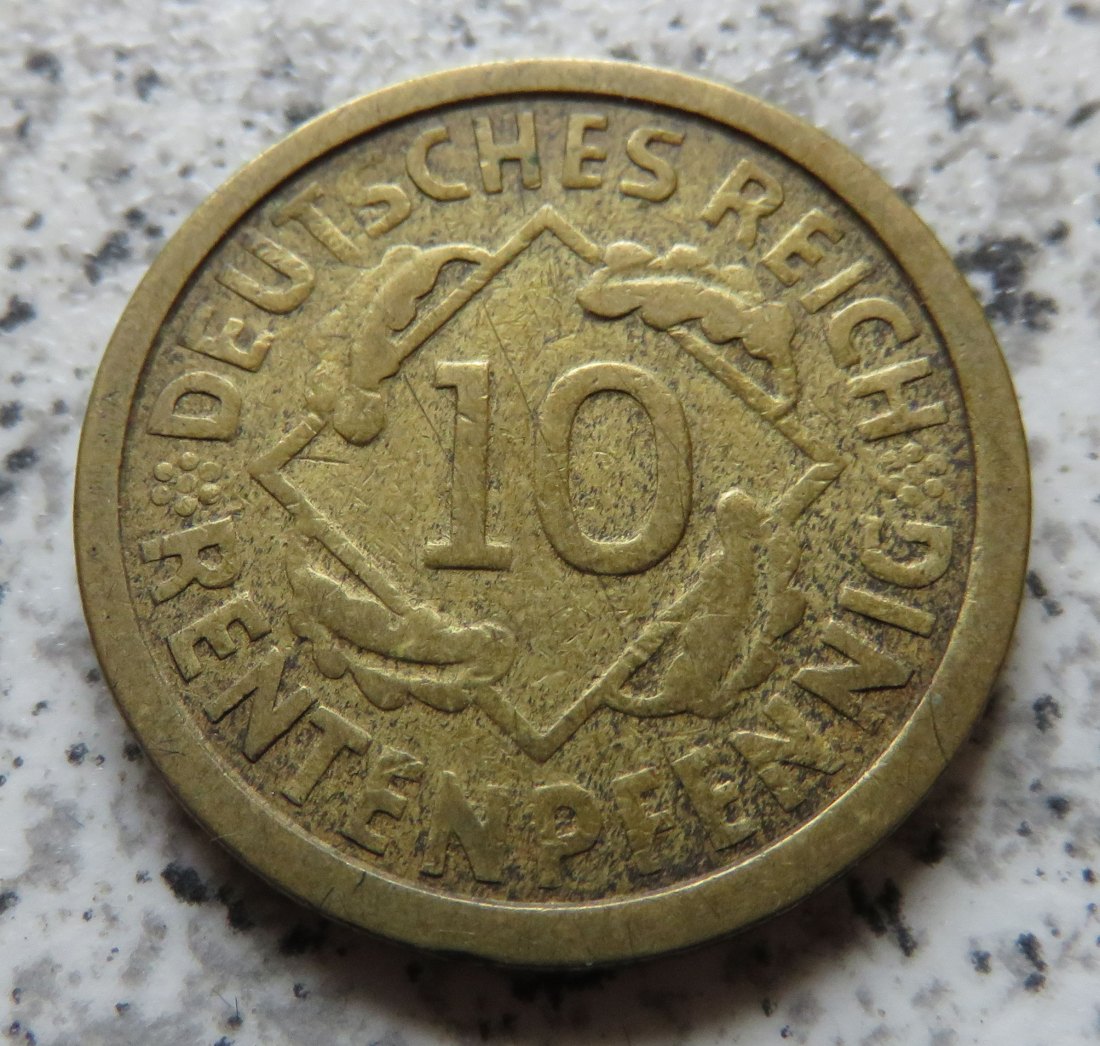 DEUTSCHES REICH
10
RENTENPFENNIG